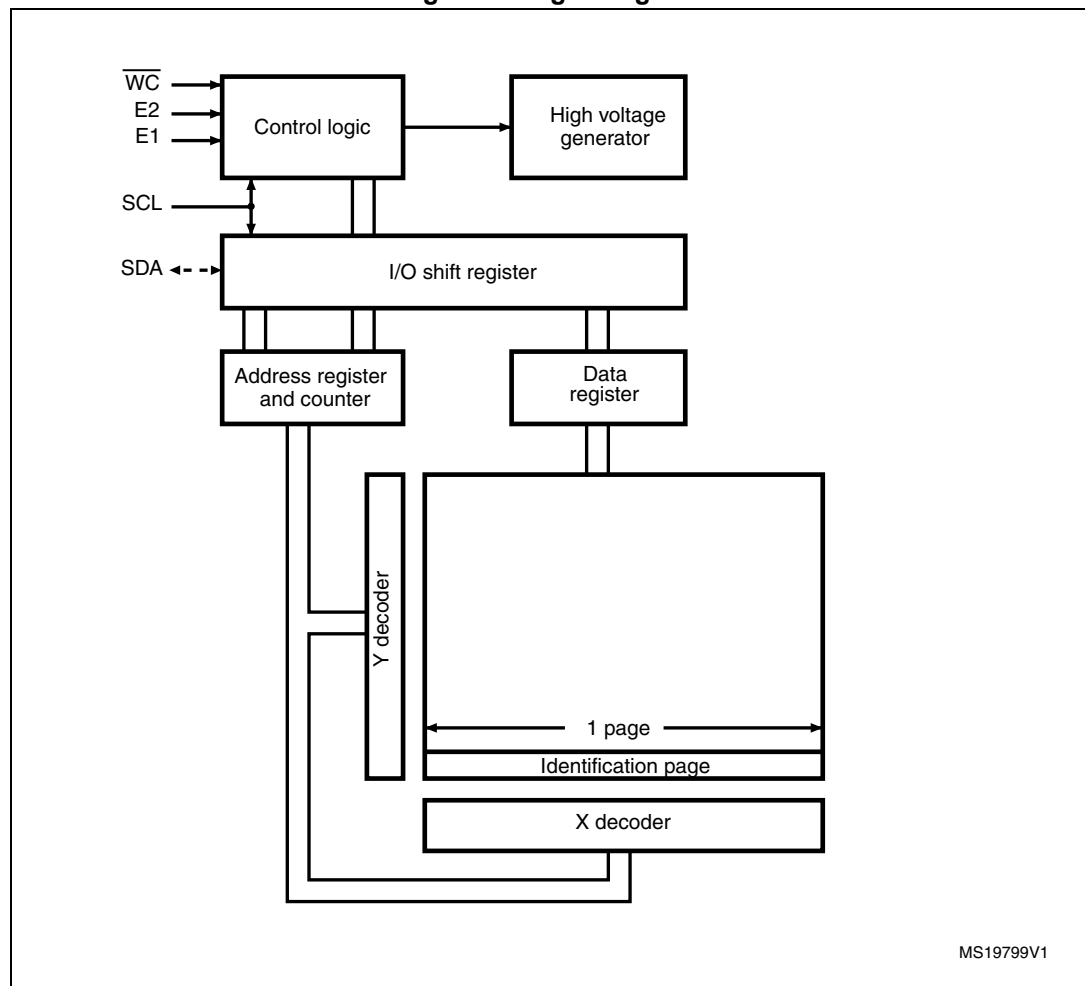 WC
E2
E1
Control logic
High voltage
generator
SCL
SDA
I/O shift register
Address register
and counter
Data
register
Y decoder
1 page
Identification page
X decoder
MS19799V1